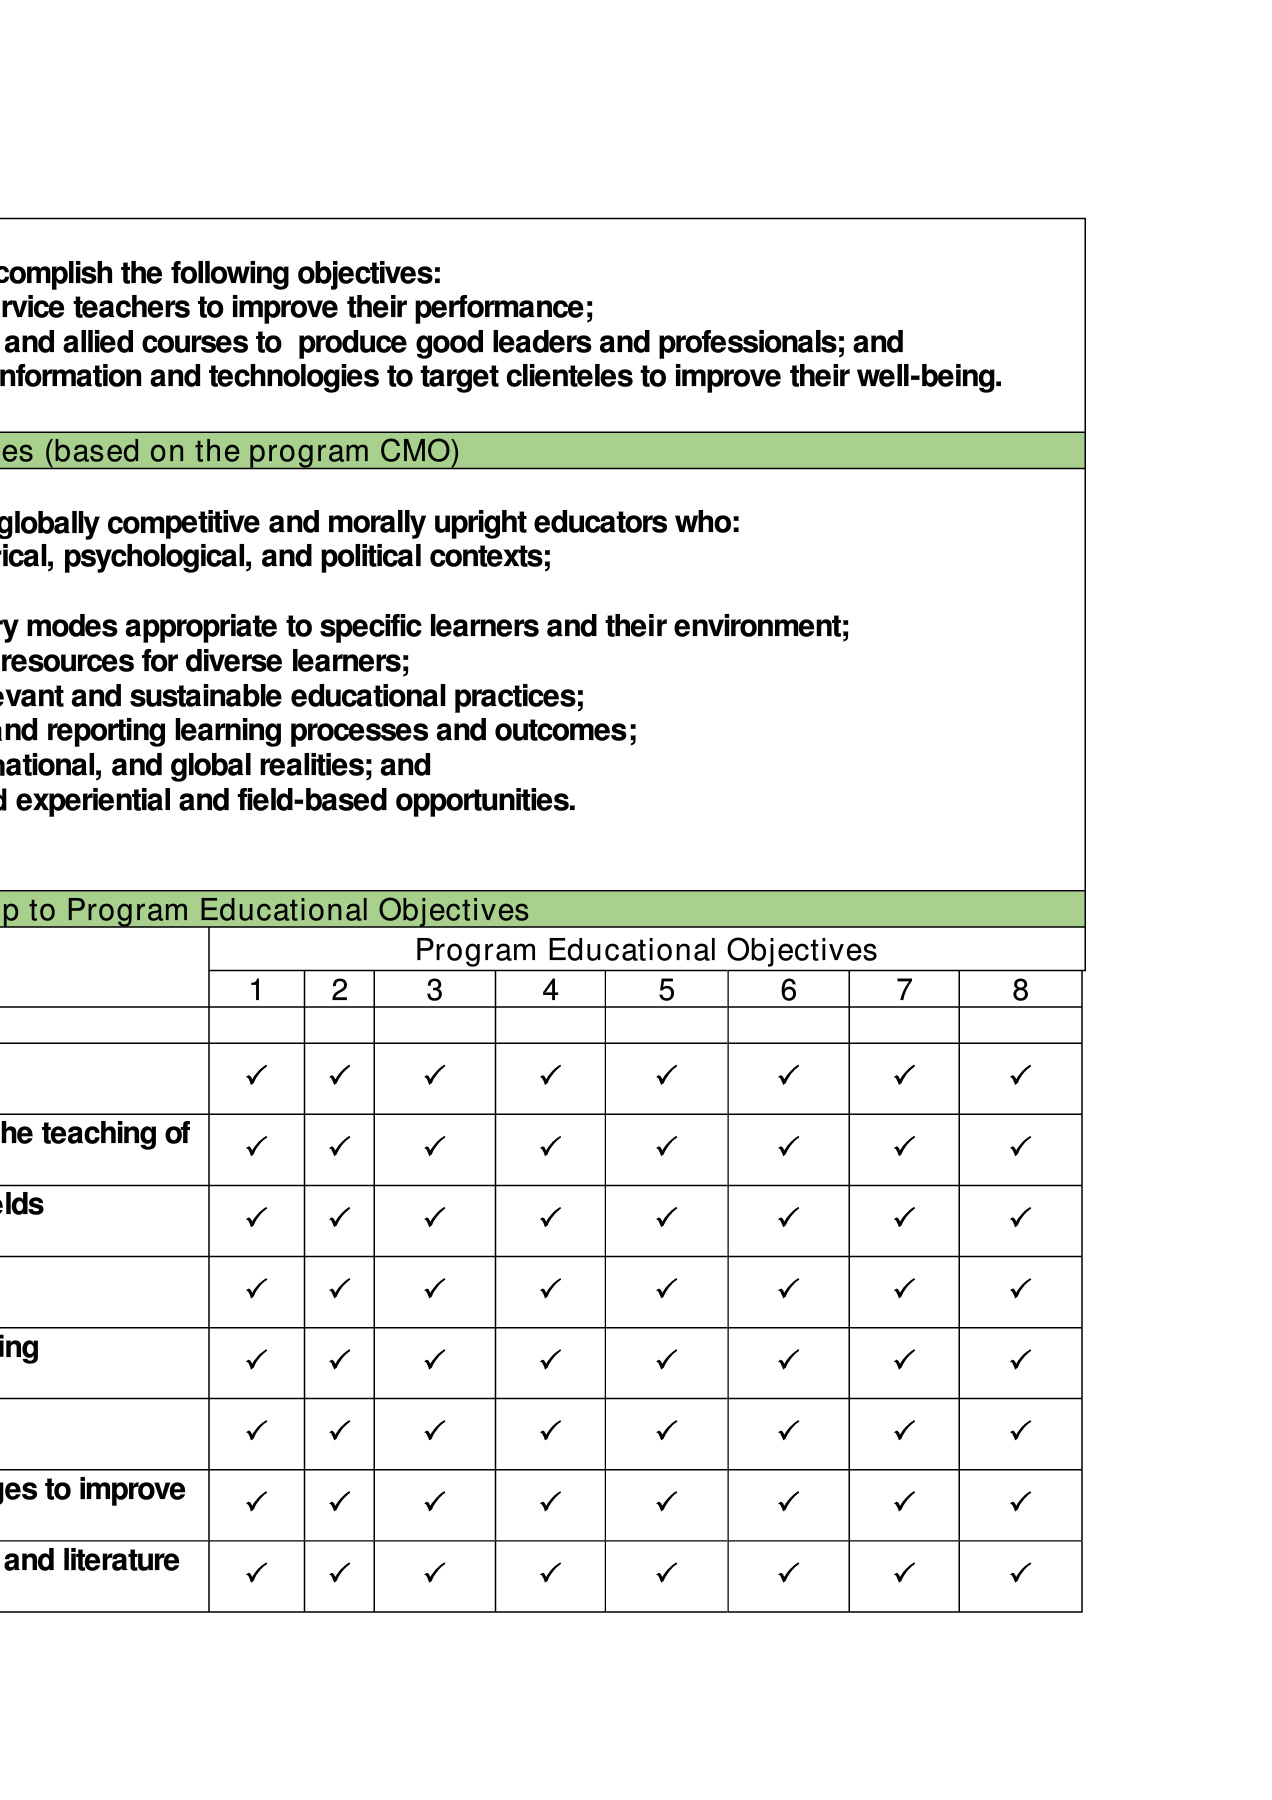 complish the following objectives:
rvice teachers to improve their performance;
and allied courses to produce good leaders and professionals; and
nformation and technologies to target clienteles to improve their well-being.
es (based on the program CMO)
globally competitive and morally upright educators who:
rical, psychological, and political contexts;
ry modes appropriate to specific learners and their environment;
resources for diverse learners;
evant and sustainable educational practices;
and reporting learning processes and outcomes;
national, and global realities; and
d experiential and field-based opportunities.
p to Program Educational Objectives
Program Educational Objectives
1 2 3 4 5 6 7 8
✓ ✓ ✓ ✓ ✓ ✓ ✓ ✓
he teaching of ✓ ✓ ✓ ✓ ✓ ✓ ✓ ✓
elds ✓ ✓ ✓ ✓ ✓ ✓ ✓ ✓
✓ ✓ ✓ ✓ ✓ ✓ ✓ ✓
ing ✓ ✓ ✓ ✓ ✓ ✓ ✓ ✓
✓ ✓ ✓ ✓ ✓ ✓ ✓ ✓
ges to improve ✓ ✓ ✓ ✓ ✓ ✓ ✓ ✓
and literature ✓ ✓ ✓ ✓ ✓ ✓ ✓ ✓